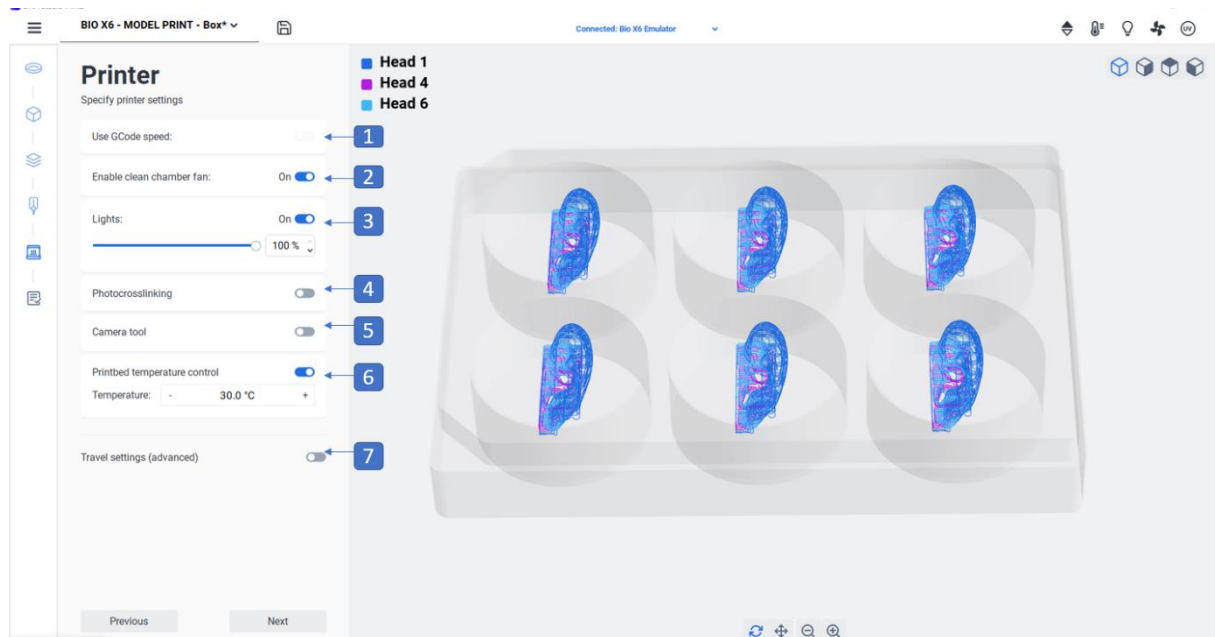 BIO X6 - MODEL PRINT - Box*
Connected: Bio X6 Emulator
UV
Printer
Specify printer settings
Head 1
Head 4
Head 6
Use GCode speed:
1
Enable clean chamber fan:
On
2
Lights:
On
3
100 %
Photocrosslinking
4
Camera tool
5
Printbed temperature control
6
Temperature:
-
30.0 °C
+
Travel settings (advanced)
7
Previous
Next